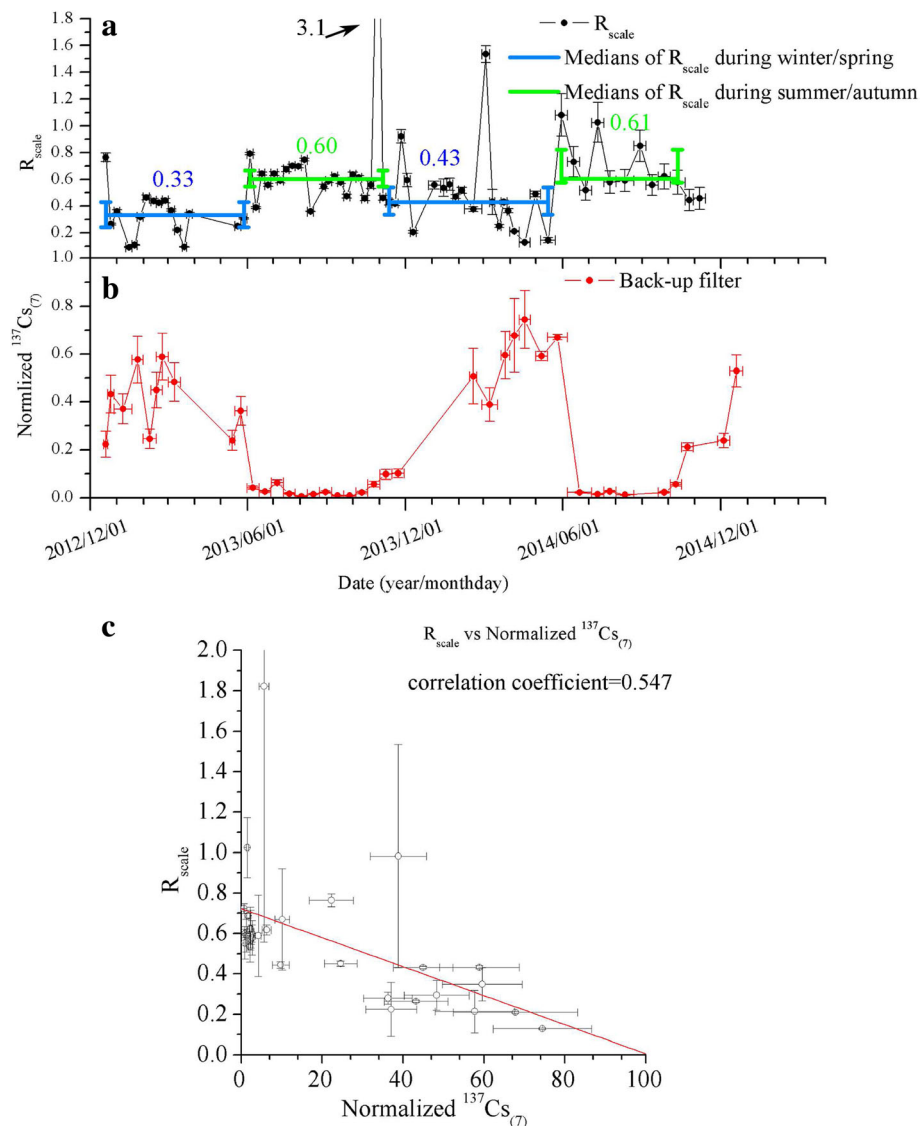 a
3.1
R_scale
Medians of R_scale during winter/spring
Medians of R_scale during summer/autumn
0.33
0.60
0.43
0.61
R_scale
1.8
1.6
1.4
1.2
1.0
0.8
0.6
0.4
0.2
1.0
b
Back-up filter
Normlized ¹³⁷Cs₍₇₎
0.8
0.6
0.4
0.2
0.0
2012/12/01
2013/06/01
2013/12/01
2014/06/01
2014/12/01
Date (year/monthday)
c
R_scale vs Normalized ¹³⁷Cs₍₇₎
correlation coefficient=0.547
R_scale
2.0
1.8
1.6
1.4
1.2
1.0
0.8
0.6
0.4
0.2
0.0
0 20 40 60 80 100
Normalized ¹³⁷Cs₍₇₎